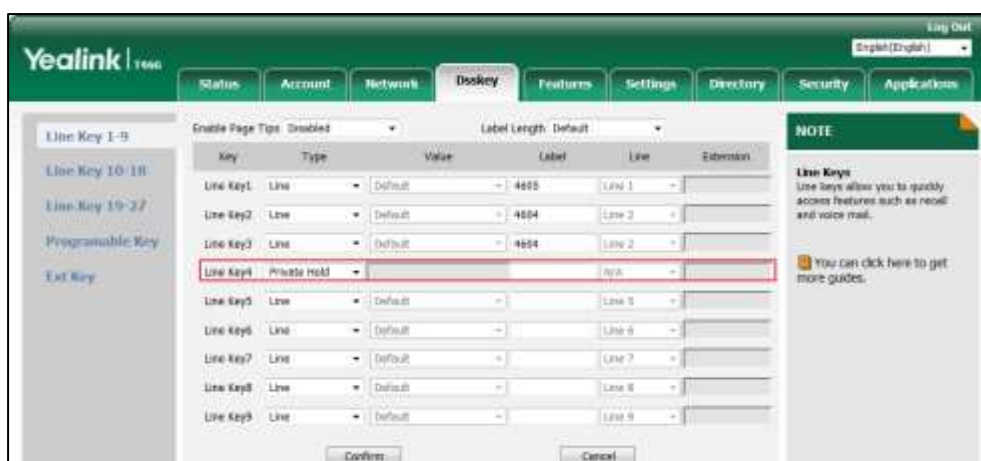 Log Out
English(English)
Yealink
Status Account Network Dsskey Features Settings Directory Security Applications
Line Key 1-9
Line Key 10-18
Line Key 19-27
Programable Key
Ext Key
Enable Page Tips Disabled Label Length Default
Key Type Value Label Line Extension
Line Key1 Line Default 4605 Line 1
Line Key2 Line Default 4604 Line 2
Line Key3 Line Default 4604 Line 2
Line Key4 Private Hold N/A
Line Key5 Line Default Line 5
Line Key6 Line Default Line 6
Line Key7 Line Default Line 7
Line Key8 Line Default Line 8
Line Key9 Line Default Line 9
Confirm Cancel
NOTE
Line Keys
Line keys allow you to quickly
access features such as recall
and voice mail.
You can click here to get
more guides.